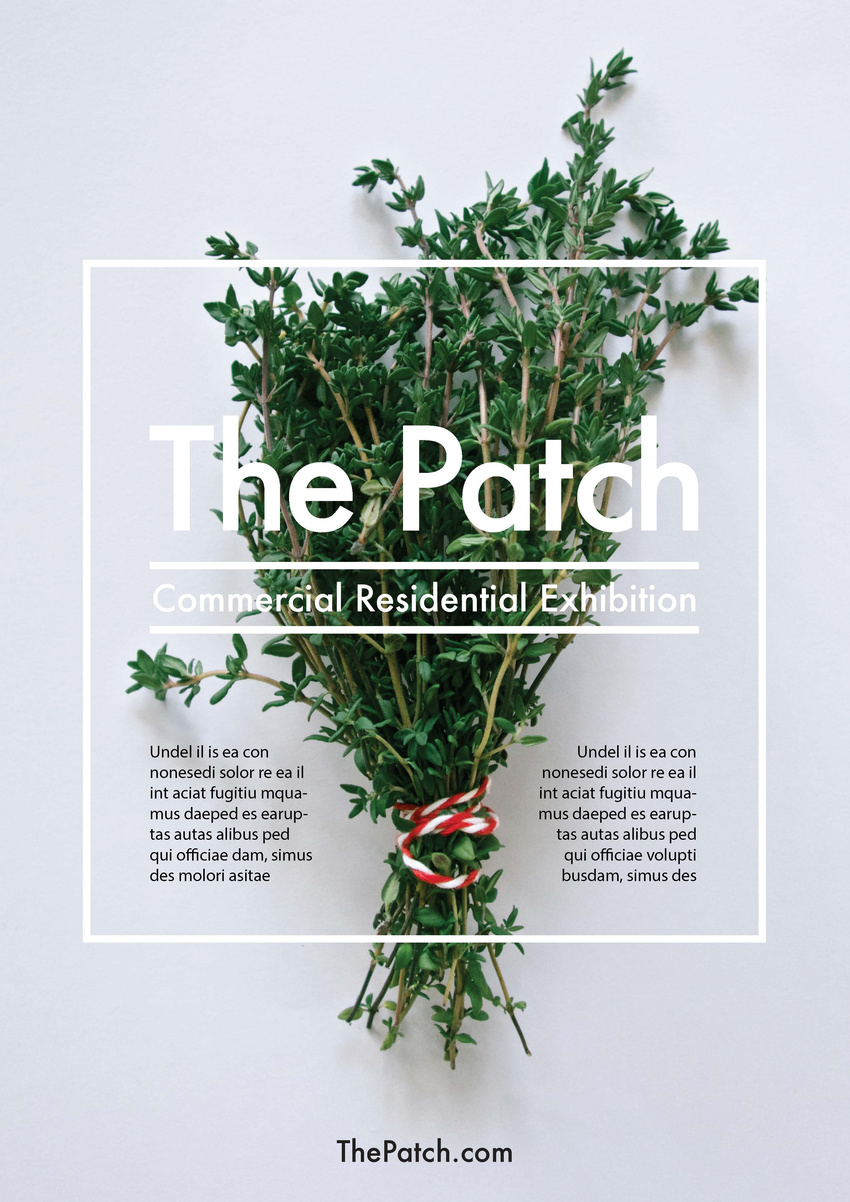 The Patch
Commercial Residential Exhibition
Undel il is ea con
nonesedi solor re ea il
int aciat fugitiu mqua-
mus daeped es earup-
tas autas alibus ped
qui officiae dam, simus
des molori asitae
Undel il is ea con
nonesedi solor re ea il
int aciat fugitiu mqua-
mus daeped es earup-
tas autas alibus ped
qui officiae volupti
busdam, simus des
ThePatch.com